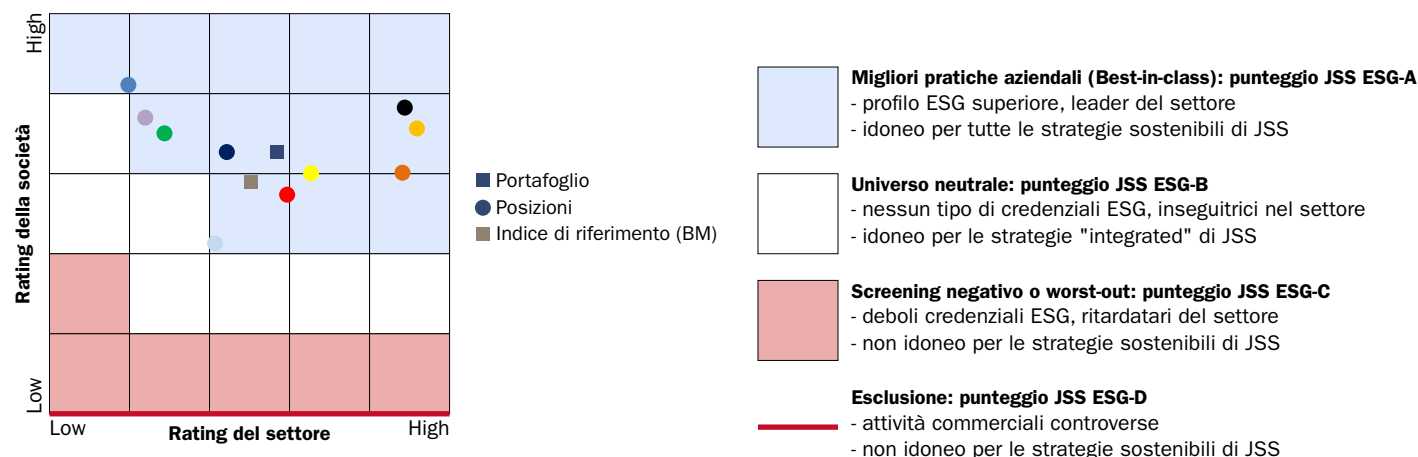 High
Rating della società
Low
Low
Rating del settore
High
Portafoglio
Posizioni
Indice di riferimento (BM)
Migliori pratiche aziendali (Best-in-class): punteggio JSS ESG-A
- profilo ESG superiore, leader del settore
- idoneo per tutte le strategie sostenibili di JSS
Universo neutrale: punteggio JSS ESG-B
- nessun tipo di credenziali ESG, inseguitrici nel settore
- idoneo per le strategie "integrated" di JSS
Screening negativo o worst-out: punteggio JSS ESG-C
- deboli credenziali ESG, ritardatari del settore
- non idoneo per le strategie sostenibili di JSS
Esclusione: punteggio JSS ESG-D
- attività commerciali controverse
- non idoneo per le strategie sostenibili di JSS